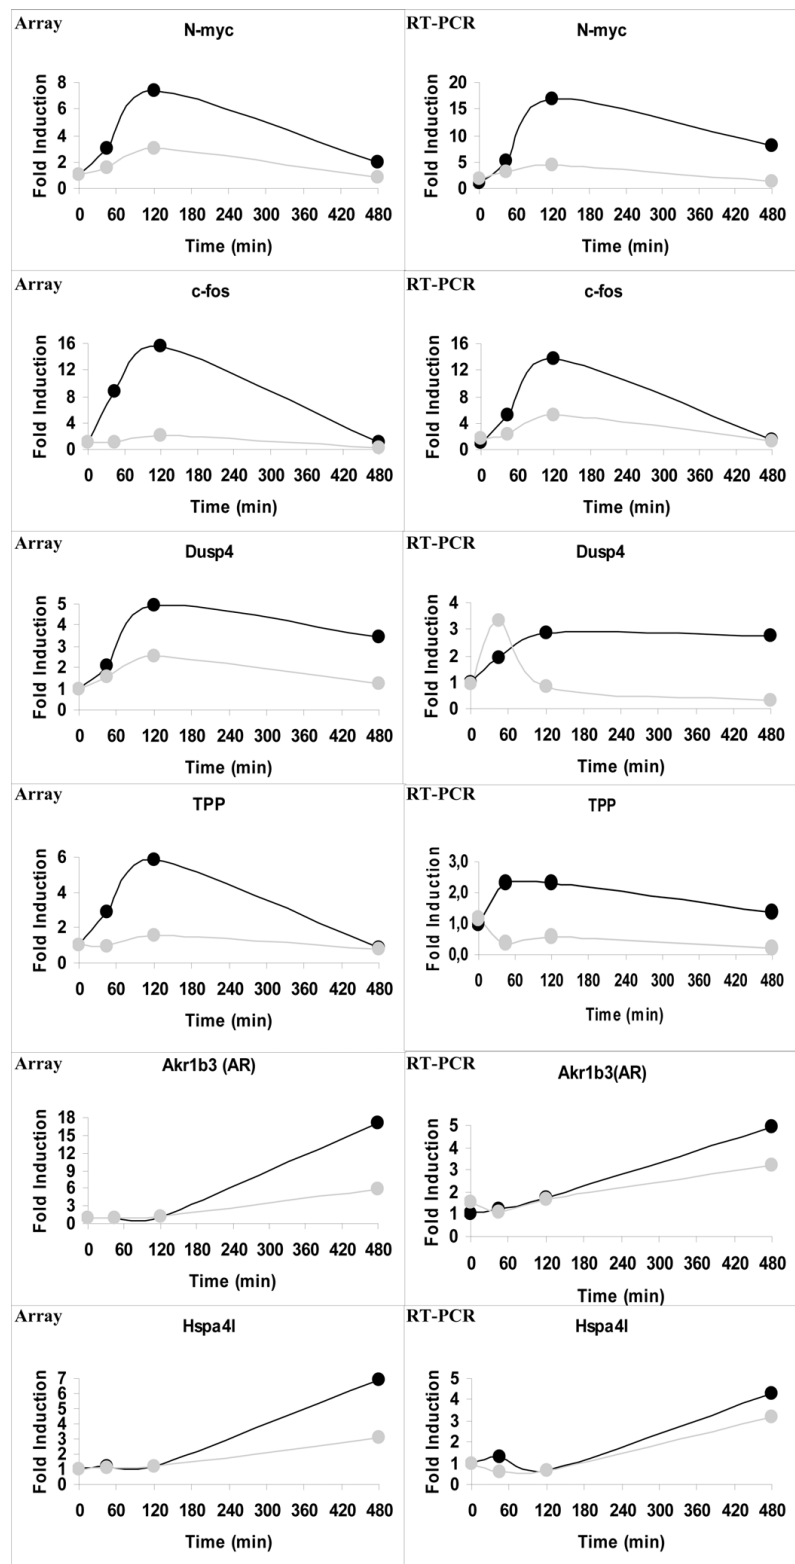 Array
N-myc
Fold Induction
8
6
4
2
0
0 60 120 180 240 300 360 420 480
Time (min)
RT-PCR
N-myc
Fold Induction
20
15
10
5
0
0 60 120 180 240 300 360 420 480
Time (min)
Array
c-fos
Fold Induction
16
12
8
4
0
0 60 120 180 240 300 360 420 480
Time (min)
RT-PCR
c-fos
Fold Induction
16
12
8
4
0
0 60 120 180 240 300 360 420 480
Time (min)
Array
Dusp4
Fold Induction
5
4
3
2
1
0
0 60 120 180 240 300 360 420 480
Time (min)
RT-PCR
Dusp4
Fold Induction
4
3
2
1
0
0 60 120 180 240 300 360 420 480
Time (min)
Array
TPP
Fold Induction
6
4
2
0
0 60 120 180 240 300 360 420 480
Time (min)
RT-PCR
TPP
Fold Induction
3,0
2,0
1,0
0,0
0 60 120 180 240 300 360 420 480
Time (min)
Array
Akr1b3 (AR)
Fold Induction
18
15
12
9
6
3
0
0 60 120 180 240 300 360 420 480
Time (min)
RT-PCR
Akr1b3(AR)
Fold Induction
5
4
3
2
1
0
0 60 120 180 240 300 360 420 480
Time (min)
Array
Hspa4l
Fold Induction
7
6
5
4
3
2
1
0
0 60 120 180 240 300 360 420 480
Time (min)
RT-PCR
Hspa4l
Fold Induction
5
4
3
2
1
0
0 60 120 180 240 300 360 420 480
Time (min)